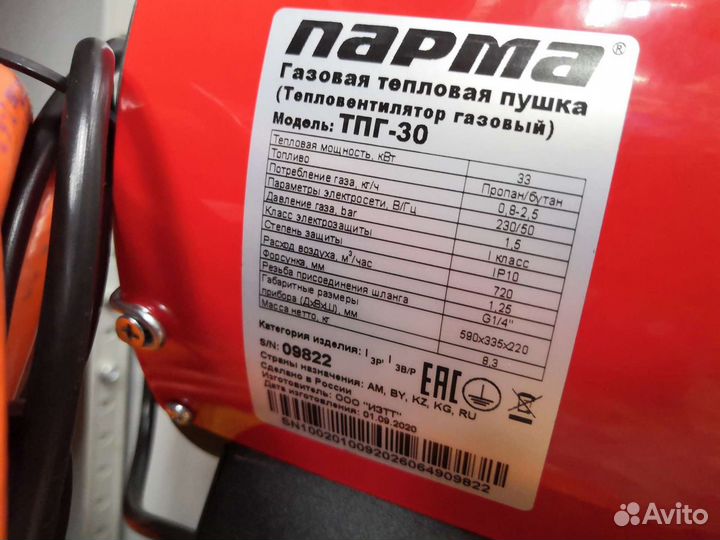 ПАРМА®
Газовая тепловая пушка
(Тепловентилятор газовый)
Модель: ТПГ-30
Тепловая мощность, кВт 33
Топливо Пропан/бутан
Потребление газа, кг/ч 0,8-2,5
Параметры электросети, В/Гц 230/50
Давление газа, bar 1,5
Класс электрозащиты I класс
Степень защиты IP10
Расход воздуха, м³/час 720
Форсунка, мм 1,25
Резьба присоединения шланга G1/4"
Габаритные размеры
прибора (ДхВхШ), мм 590х335х220
Масса нетто, кг 8,3
Категория изделия: I 3P, I 3B/P
S/N: 09822
Страны назначения: AM, BY, KZ, KG, RU
Сделано в России
Изготовитель: ООО "ИЗТТ"
Дата изготовления: 01.09.2020
EAC
SN1002010092026064909822
Avito